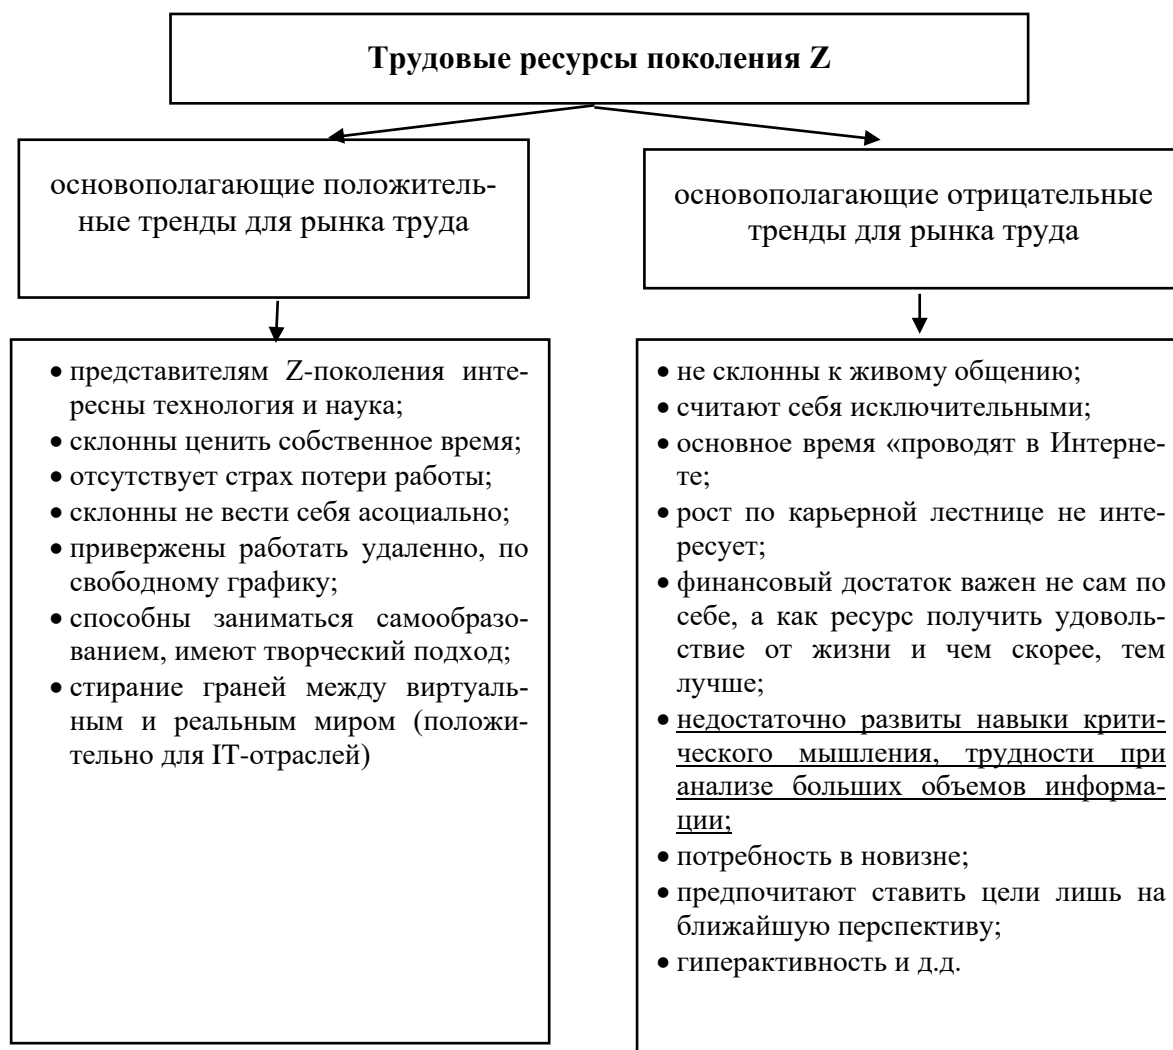 Трудовые ресурсы поколения Z
основополагающие положитель-
ные тренды для рынка труда
основополагающие отрицательные
тренды для рынка труда
• представителям Z-поколения инте-
ресны технология и наука;
• склонны ценить собственное время;
• отсутствует страх потери работы;
• склонны не вести себя асоциально;
• привержены работать удаленно, по
свободному графику;
• способны заниматься самообразо-
ванием, имеют творческий подход;
• стирание граней между виртуаль-
ным и реальным миром (положи-
тельно для IT-отраслей)
• не склонны к живому общению;
• считают себя исключительными;
• основное время «проводят в Интерне-
те;
• рост по карьерной лестнице не инте-
ресует;
• финансовый достаток важен не сам по
себе, а как ресурс получить удоволь-
ствие от жизни и чем скорее, тем
лучше;
• недостаточно развиты навыки крити-
ческого мышления, трудности при
анализе больших объемов информа-
ции;
• потребность в новизне;
• предпочитают ставить цели лишь на
ближайшую перспективу;
• гиперактивность и д.д.